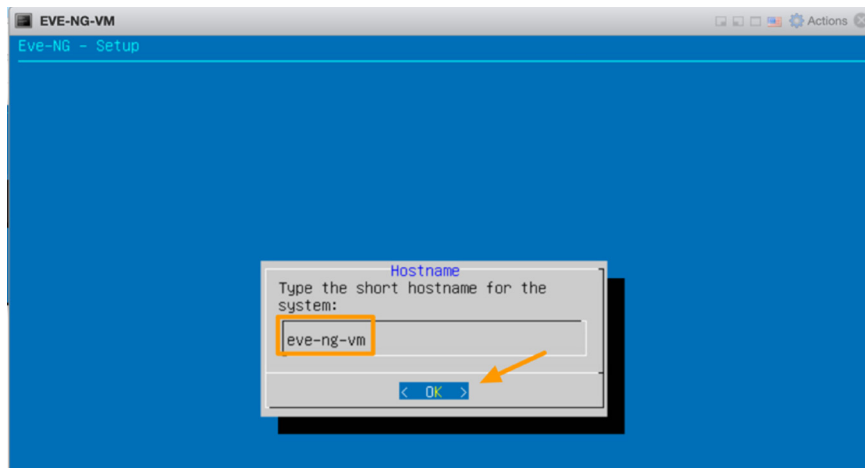 EVE-NG-VM
Actions
Eve-NG - Setup
Hostname
Type the short hostname for the
system:
eve-ng-vm
< OK >